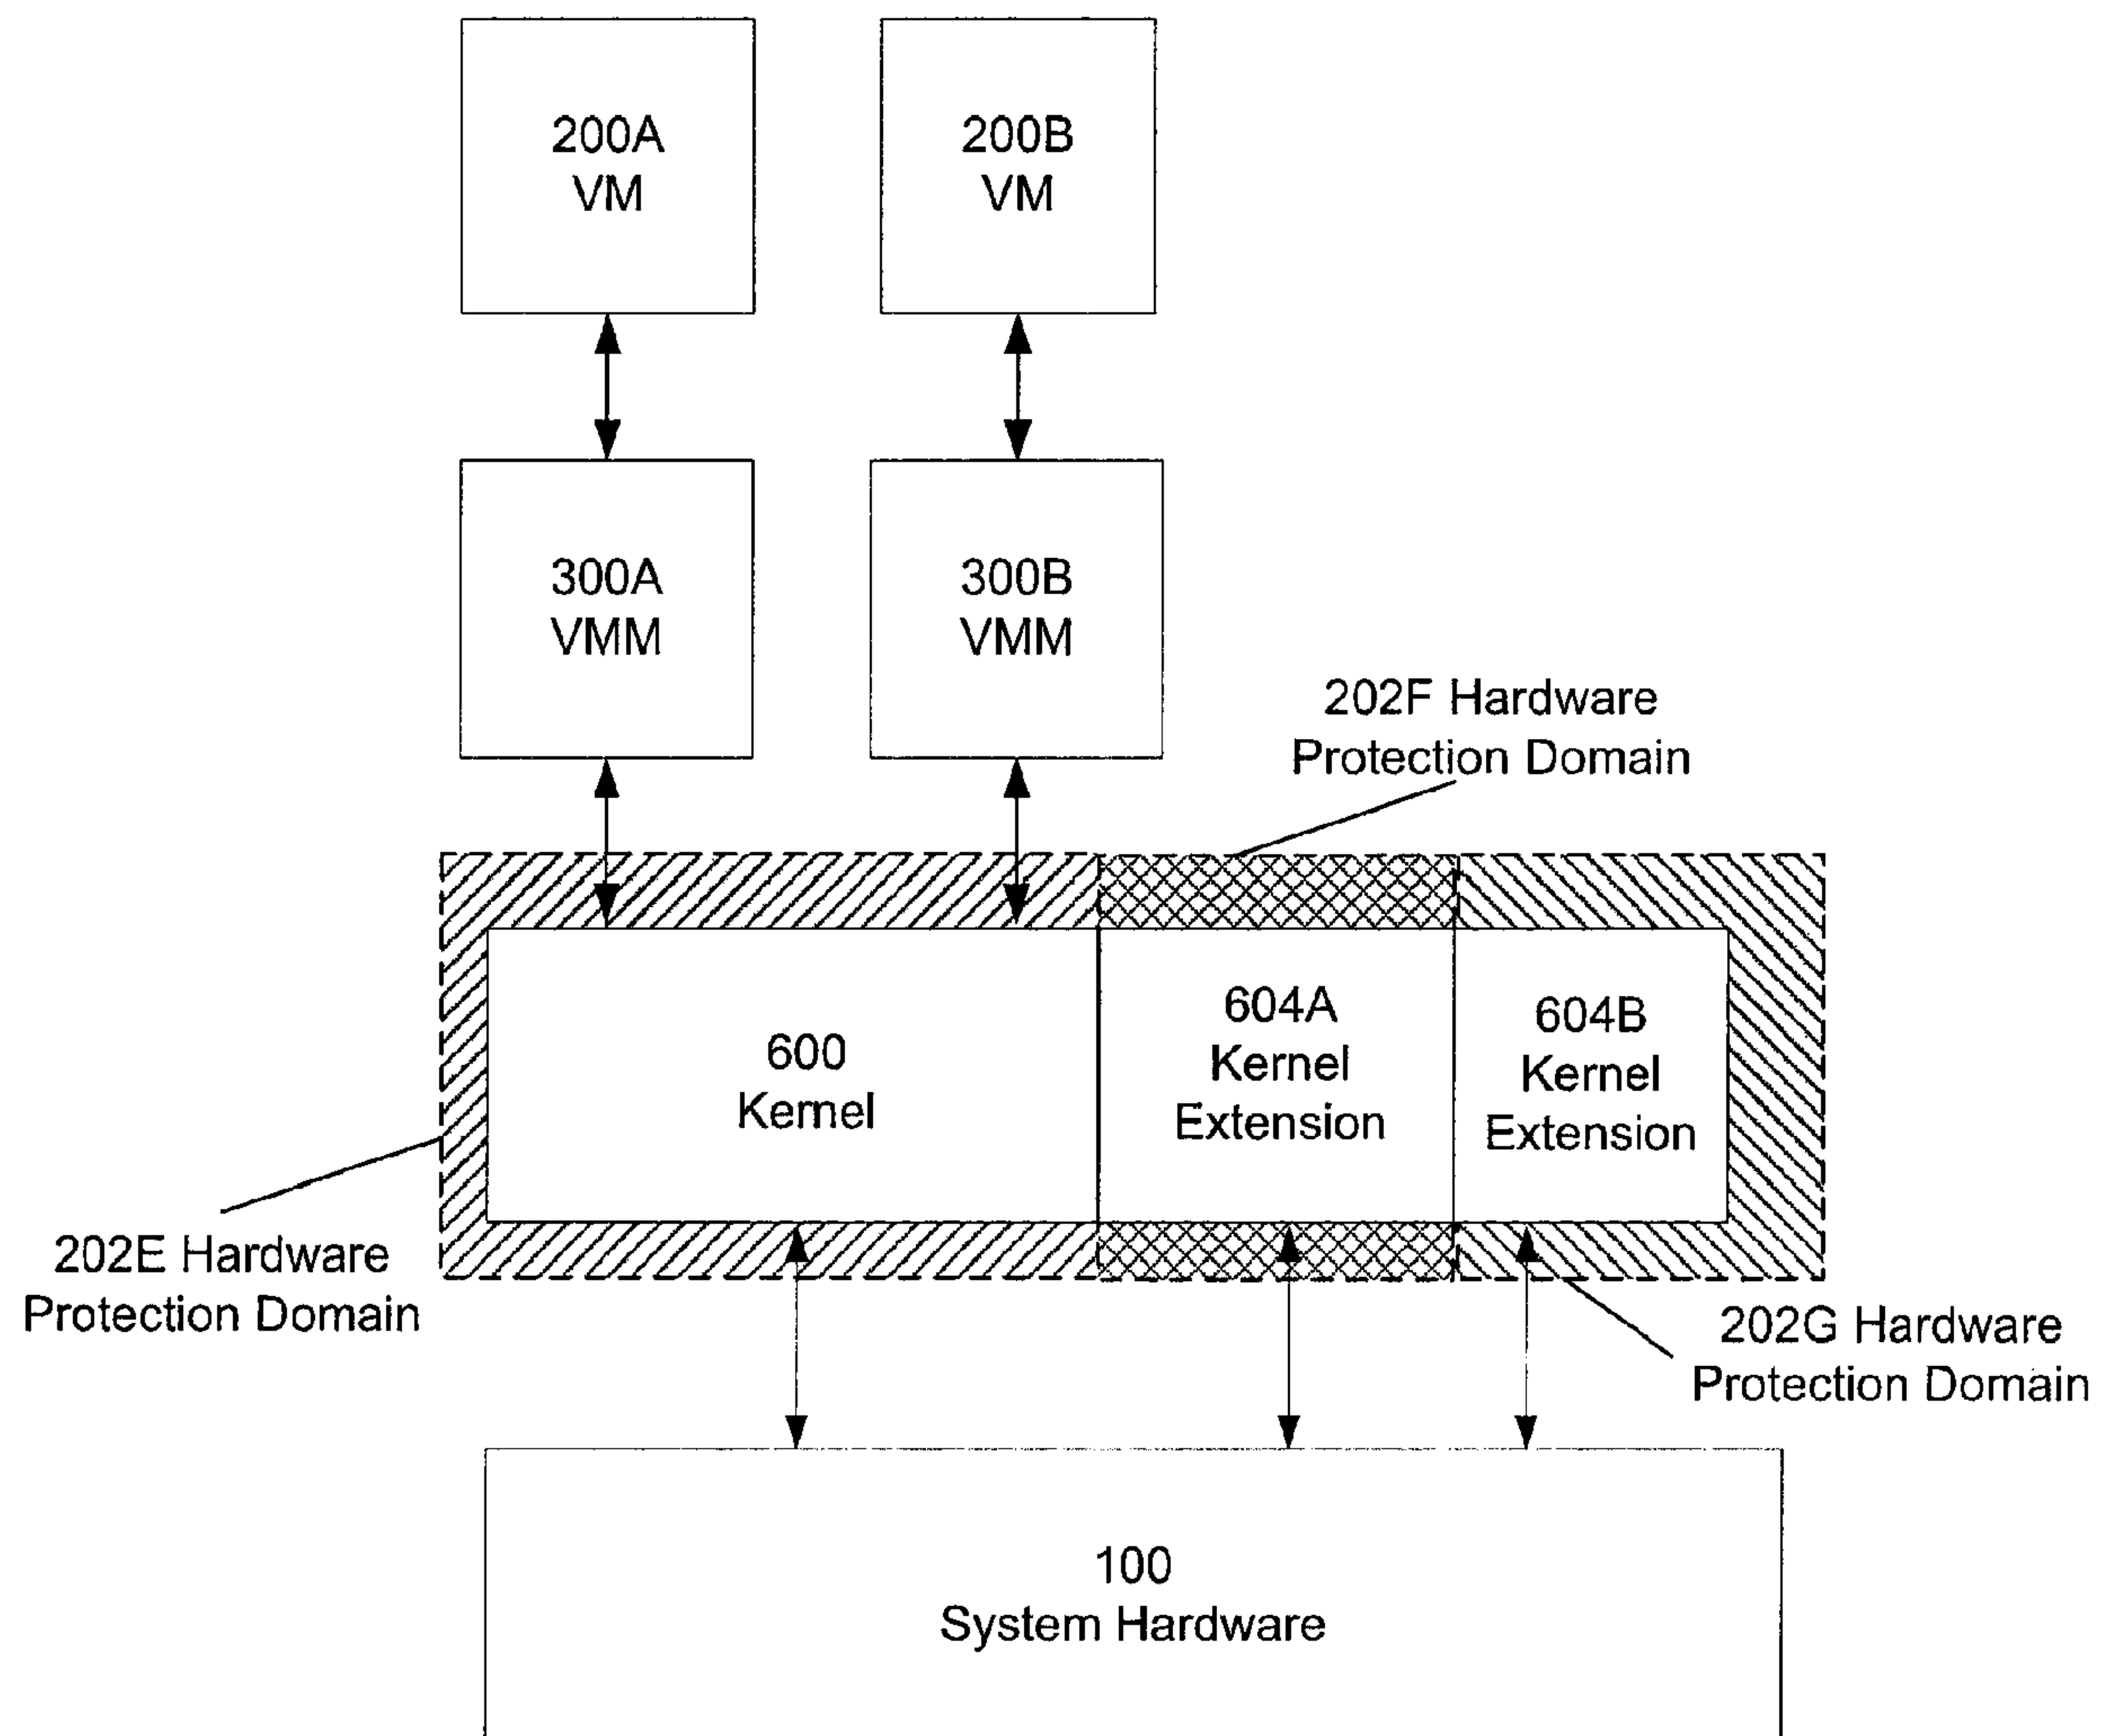 200A
VM
200B
VM
300A
VMM
300B
VMM
202F Hardware
Protection Domain
600
Kernel
604A
Kernel
Extension
604B
Kernel
Extension
202E Hardware
Protection Domain
202G Hardware
Protection Domain
100
System Hardware